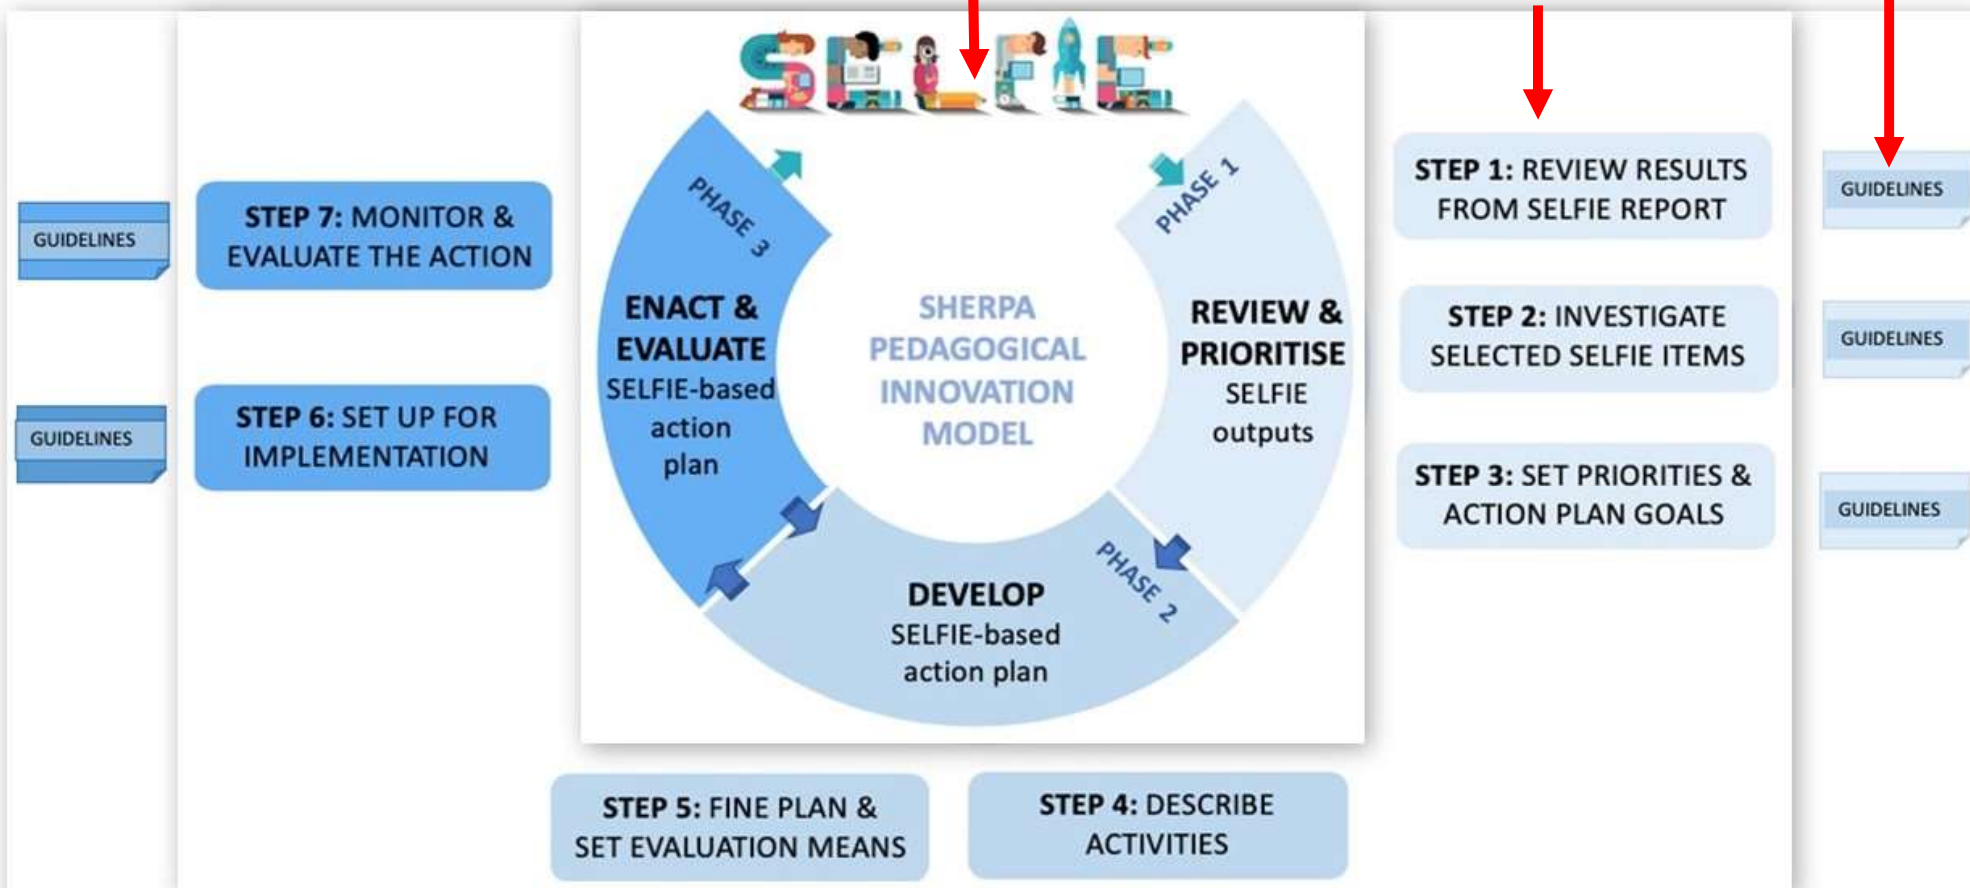 SELFIE
PHASE 1
REVIEW &
PRIORITISE
SELFIE
outputs
PHASE 2
DEVELOP
SELFIE-based
action plan
PHASE 3
ENACT &
EVALUATE
SELFIE-based
action
plan
SHERPA
PEDAGOGICAL
INNOVATION
MODEL
STEP 1: REVIEW RESULTS
FROM SELFIE REPORT
GUIDELINES
STEP 2: INVESTIGATE
SELECTED SELFIE ITEMS
GUIDELINES
STEP 3: SET PRIORITIES &
ACTION PLAN GOALS
GUIDELINES
STEP 4: DESCRIBE
ACTIVITIES
STEP 5: FINE PLAN &
SET EVALUATION MEANS
STEP 6: SET UP FOR
IMPLEMENTATION
GUIDELINES
STEP 7: MONITOR &
EVALUATE THE ACTION
GUIDELINES